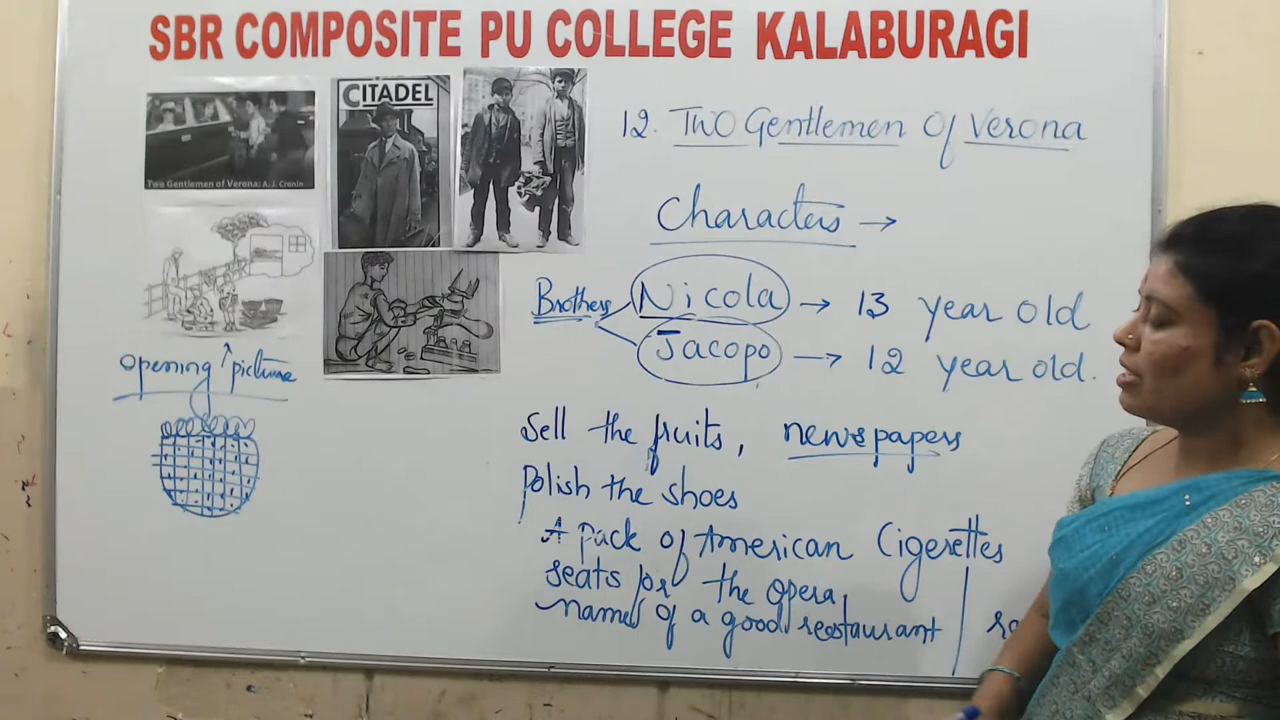 SBR COMPOSITE PU COLLEGE KALABURAGI
CITADEL
Two Gentlemen of Verona: A. J. Cronin
12. Two Gentlemen Of Verona
Characters →
Brothers Nicola → 13 year old
Jacopo → 12 year old.
opening picture
Sell the fruits, newspapers
Polish the shoes
A pack of American Cigerettes
seats for the opera,
names of a good restaurant